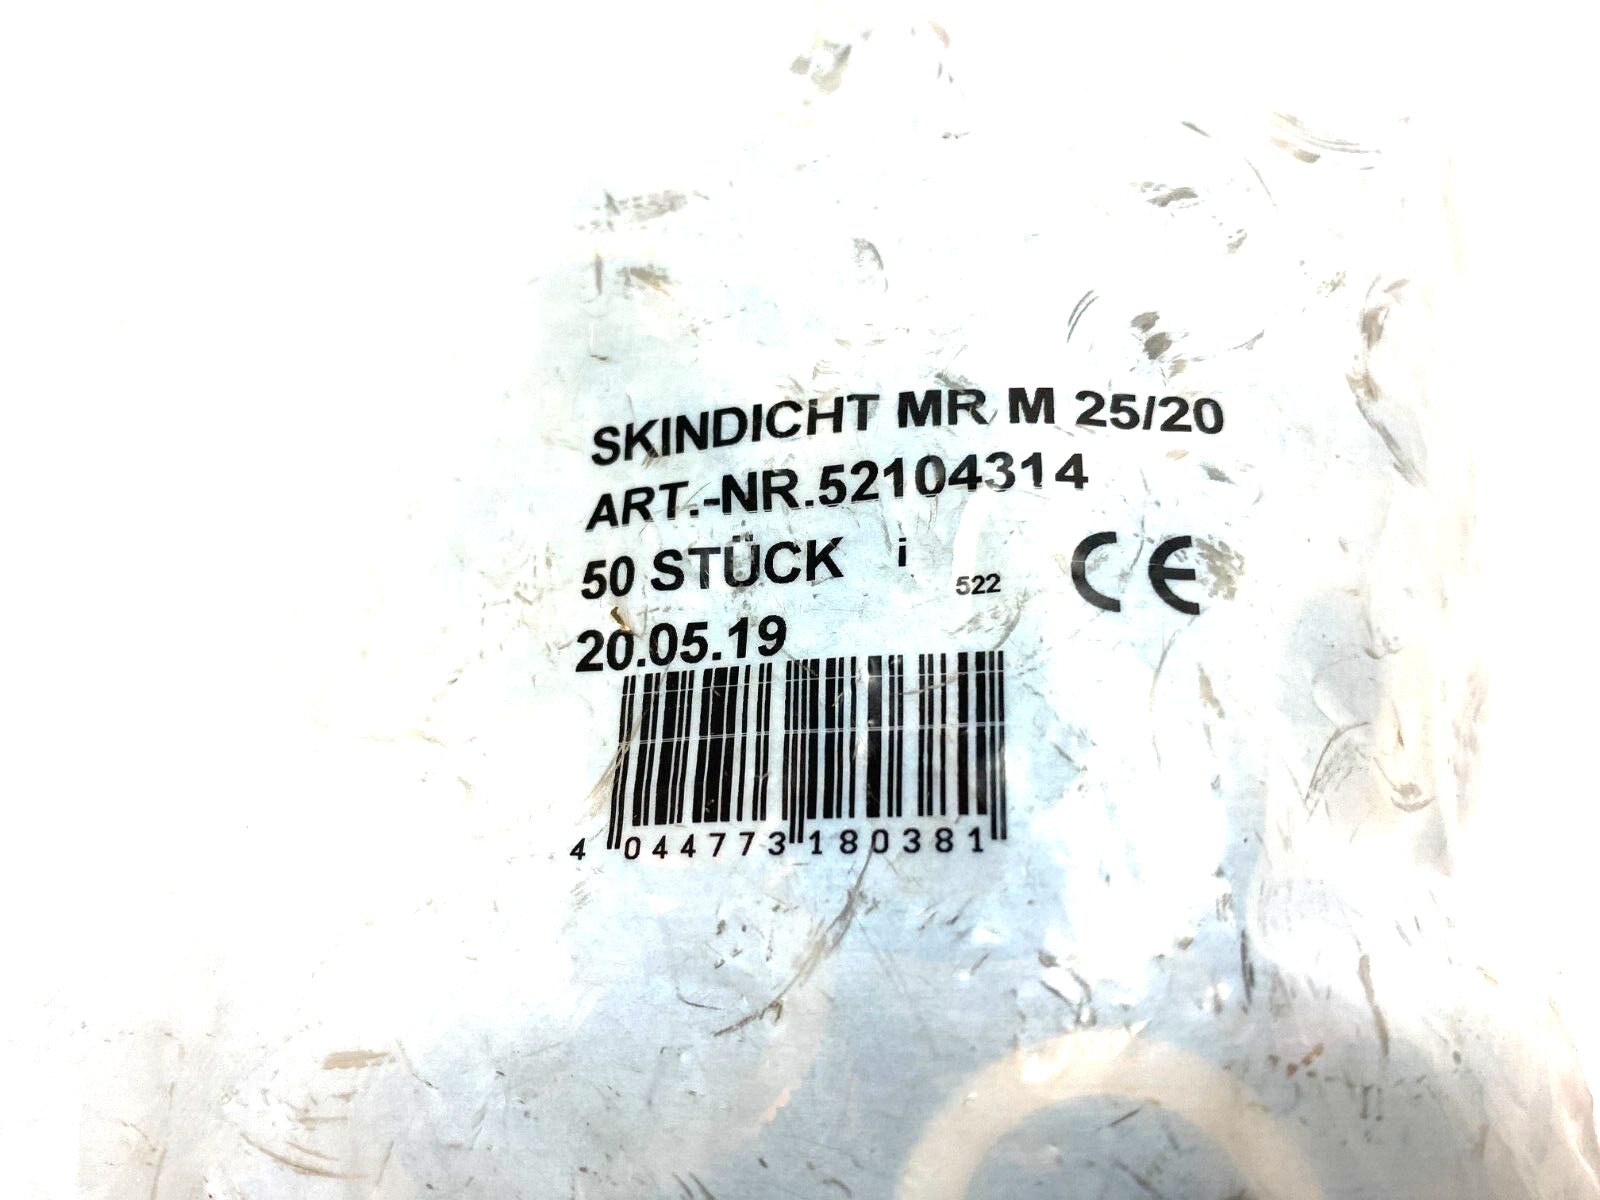 SKINDICHT MR M 25/20
ART.-NR.52104314
50 STÜCK i 522 CE
20.05.19
4 044773 180381